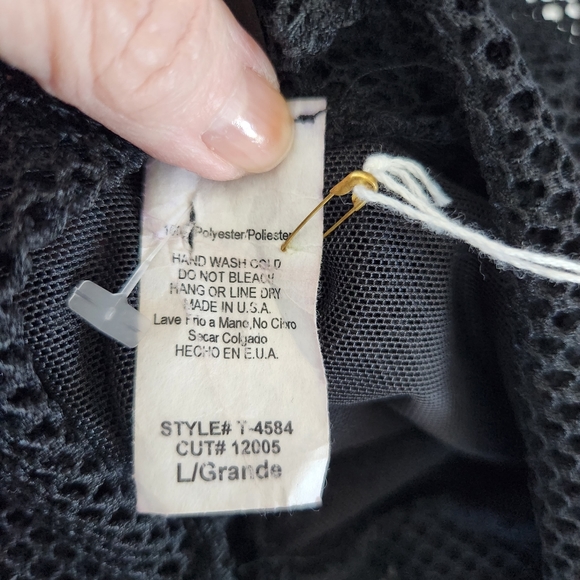 Polyester/Poliester
HAND WASH COLD
DO NOT BLEACH
HANG OR LINE DRY
MADE IN U.S.A.
Lave Frio a Mano,No Cloro
Secar Colgado
HECHO EN E.U.A.
STYLE# T-4584
CUT# 12005
L/Grande